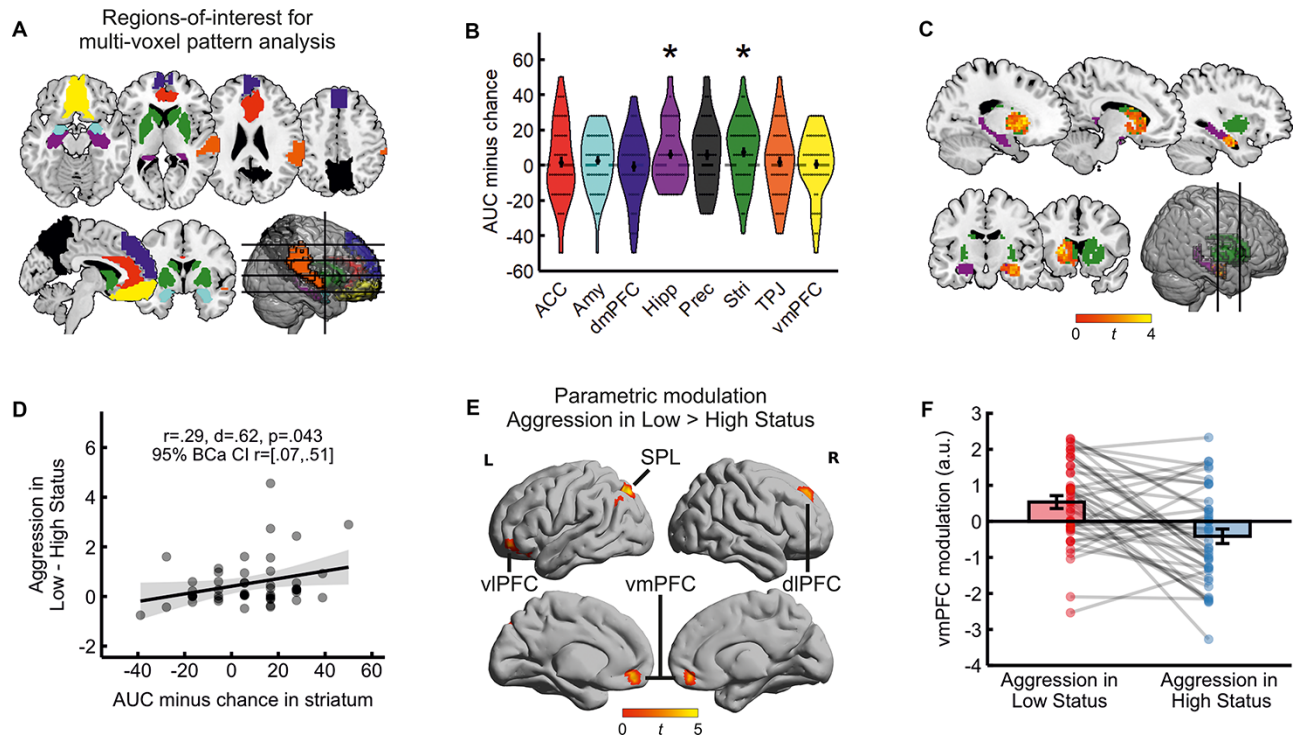 A
Regions-of-interest for
multi-voxel pattern analysis
B
AUC minus chance
60
40
20
0
-20
-40
-60
*
*
ACC
Amy
dmPFC
Hipp
Prec
Stri
TPJ
vmPFC
C
0 t 4
D
Aggression in
Low - High Status
r=.29, d=.62, p=.043
95% BCa CI r=[.07,.51]
6
4
2
0
-2
-40 -20 0 20 40 60
AUC minus chance in striatum
E
Parametric modulation
Aggression in Low > High Status
L
R
SPL
vlPFC
vmPFC
dlPFC
0 t 5
F
vmPFC modulation (a.u.)
3
2
1
0
-1
-2
-3
-4
Aggression in
Low Status
Aggression in
High Status